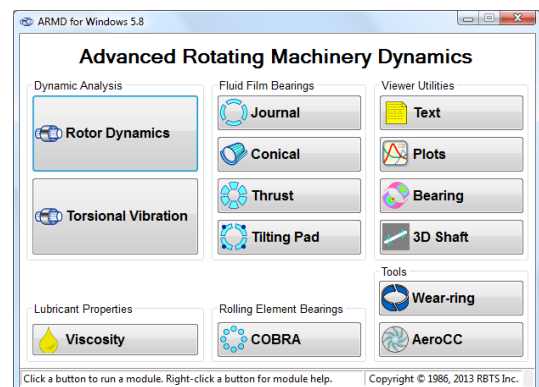 ARMD for Windows 5.8
Advanced Rotating Machinery Dynamics
Dynamic Analysis
Rotor Dynamics
Torsional Vibration
Fluid Film Bearings
Journal
Conical
Thrust
Tilting Pad
Viewer Utilities
Text
Plots
Bearing
3D Shaft
Lubricant Properties
Viscosity
Rolling Element Bearings
COBRA
Tools
Wear-ring
AeroCC
Click a button to run a module. Right-click a button for module help.
Copyright © 1986, 2013 RBTS Inc.